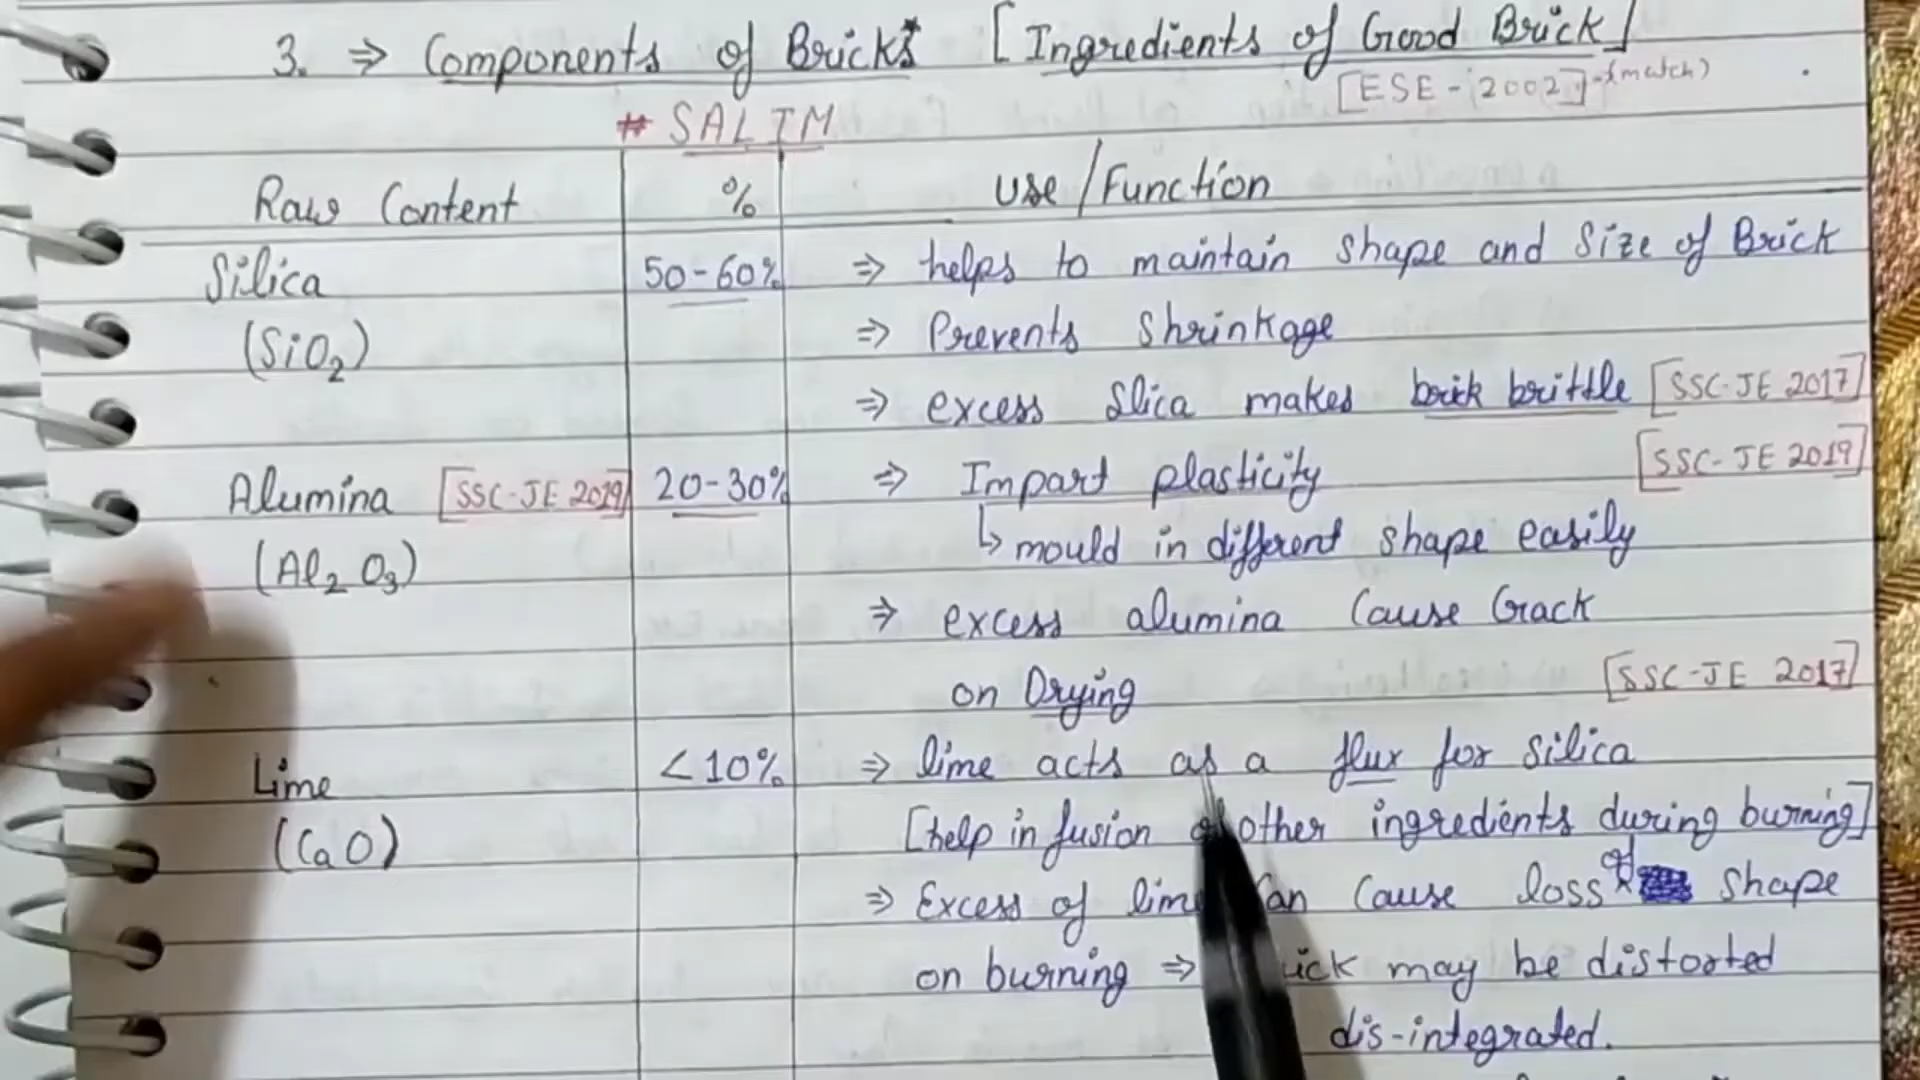 3. ⇒ Components of Bricks* [Ingredients of Good Brick]
[ESE - 2002] → (match)
# SALIM
Raw Content % Use/Function
Silica 50-60% ⇒ helps to maintain shape and size of Brick
(SiO₂) ⇒ Prevents Shrinkage
⇒ excess Slica makes brick brittle [SSC-JE 2017]
Alumina [SSC-JE 2019] 20-30% ⇒ Impart plasticity [SSC-JE 2019]
↳ mould in different shape easily
(Al₂O₃)
⇒ excess alumina Cause Crack
on Drying [SSC-JE 2017]
Lime <10% ⇒ lime acts as a flux for silica
(CaO) [help in fusion of other ingredients during burning]
⇒ Excess of lime can Cause loss of shape
on burning ⇒ may be distorted
dis-integrated.